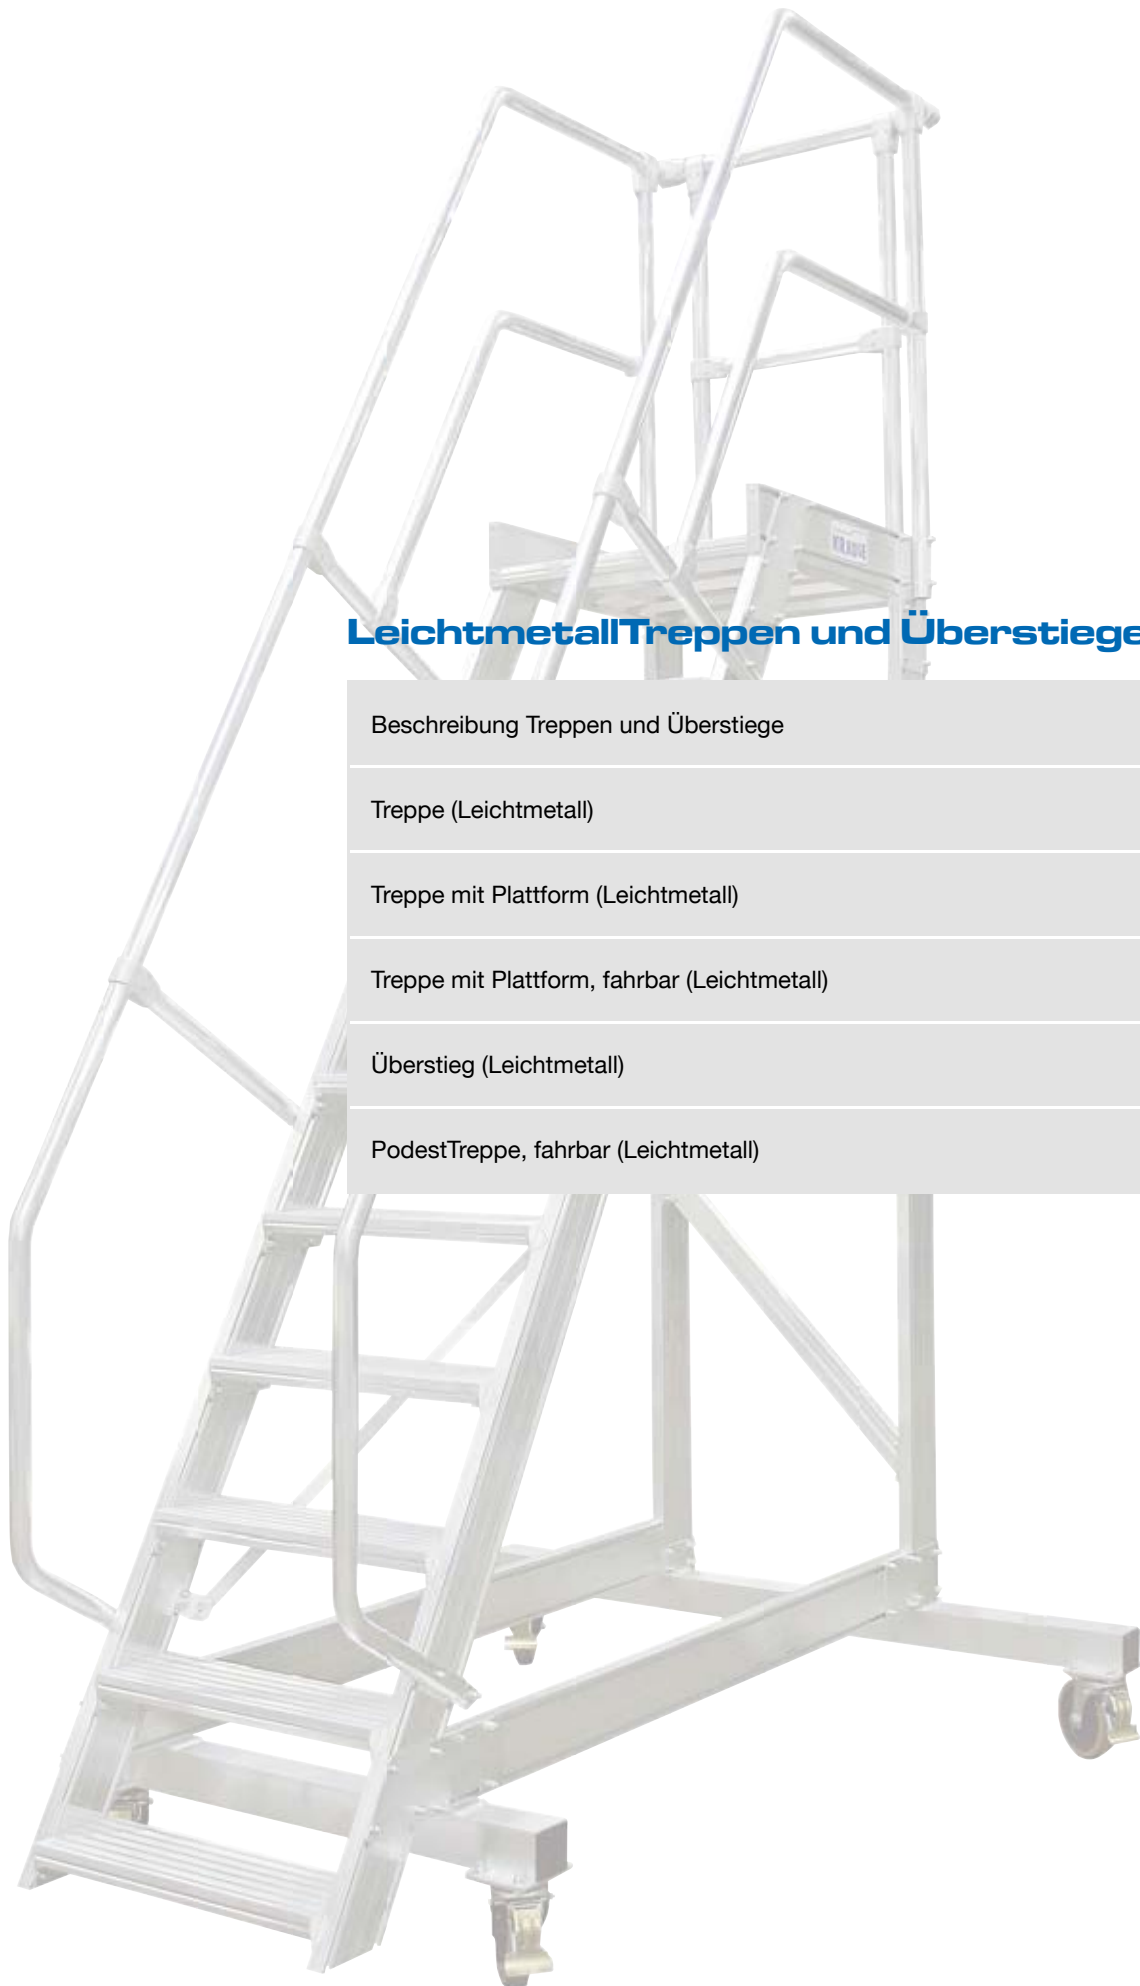 KRAUSE
LeichtmetallTreppen und Überstiege
Beschreibung Treppen und Überstiege
Treppe (Leichtmetall)
Treppe mit Plattform (Leichtmetall)
Treppe mit Plattform, fahrbar (Leichtmetall)
Überstieg (Leichtmetall)
PodestTreppe, fahrbar (Leichtmetall)